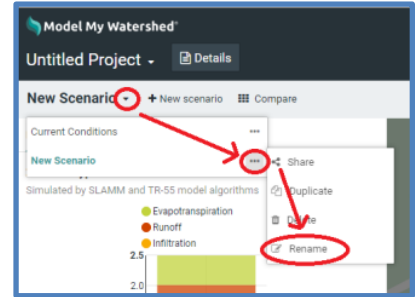 Model My Watershed
Untitled Project Details
New Scenario + New scenario Compare
Current Conditions ...
New Scenario ... Share
Simulated by SLAMM and TR-55 model algorithms Duplicate
Evapotranspiration Delete
Runoff
Infiltration Rename
2.5
2.0